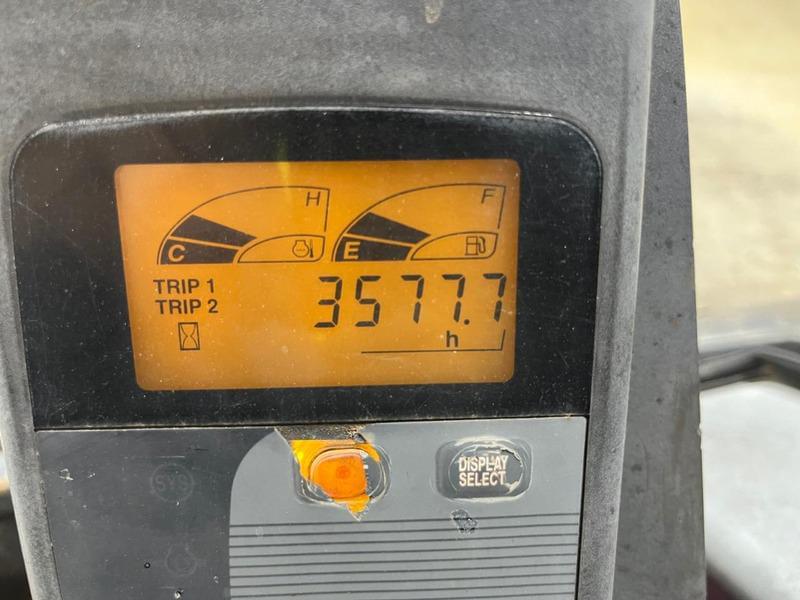 H
F
C
E
TRIP 1
TRIP 2
3577.7
h
DISPLAY
SELECT
SYS